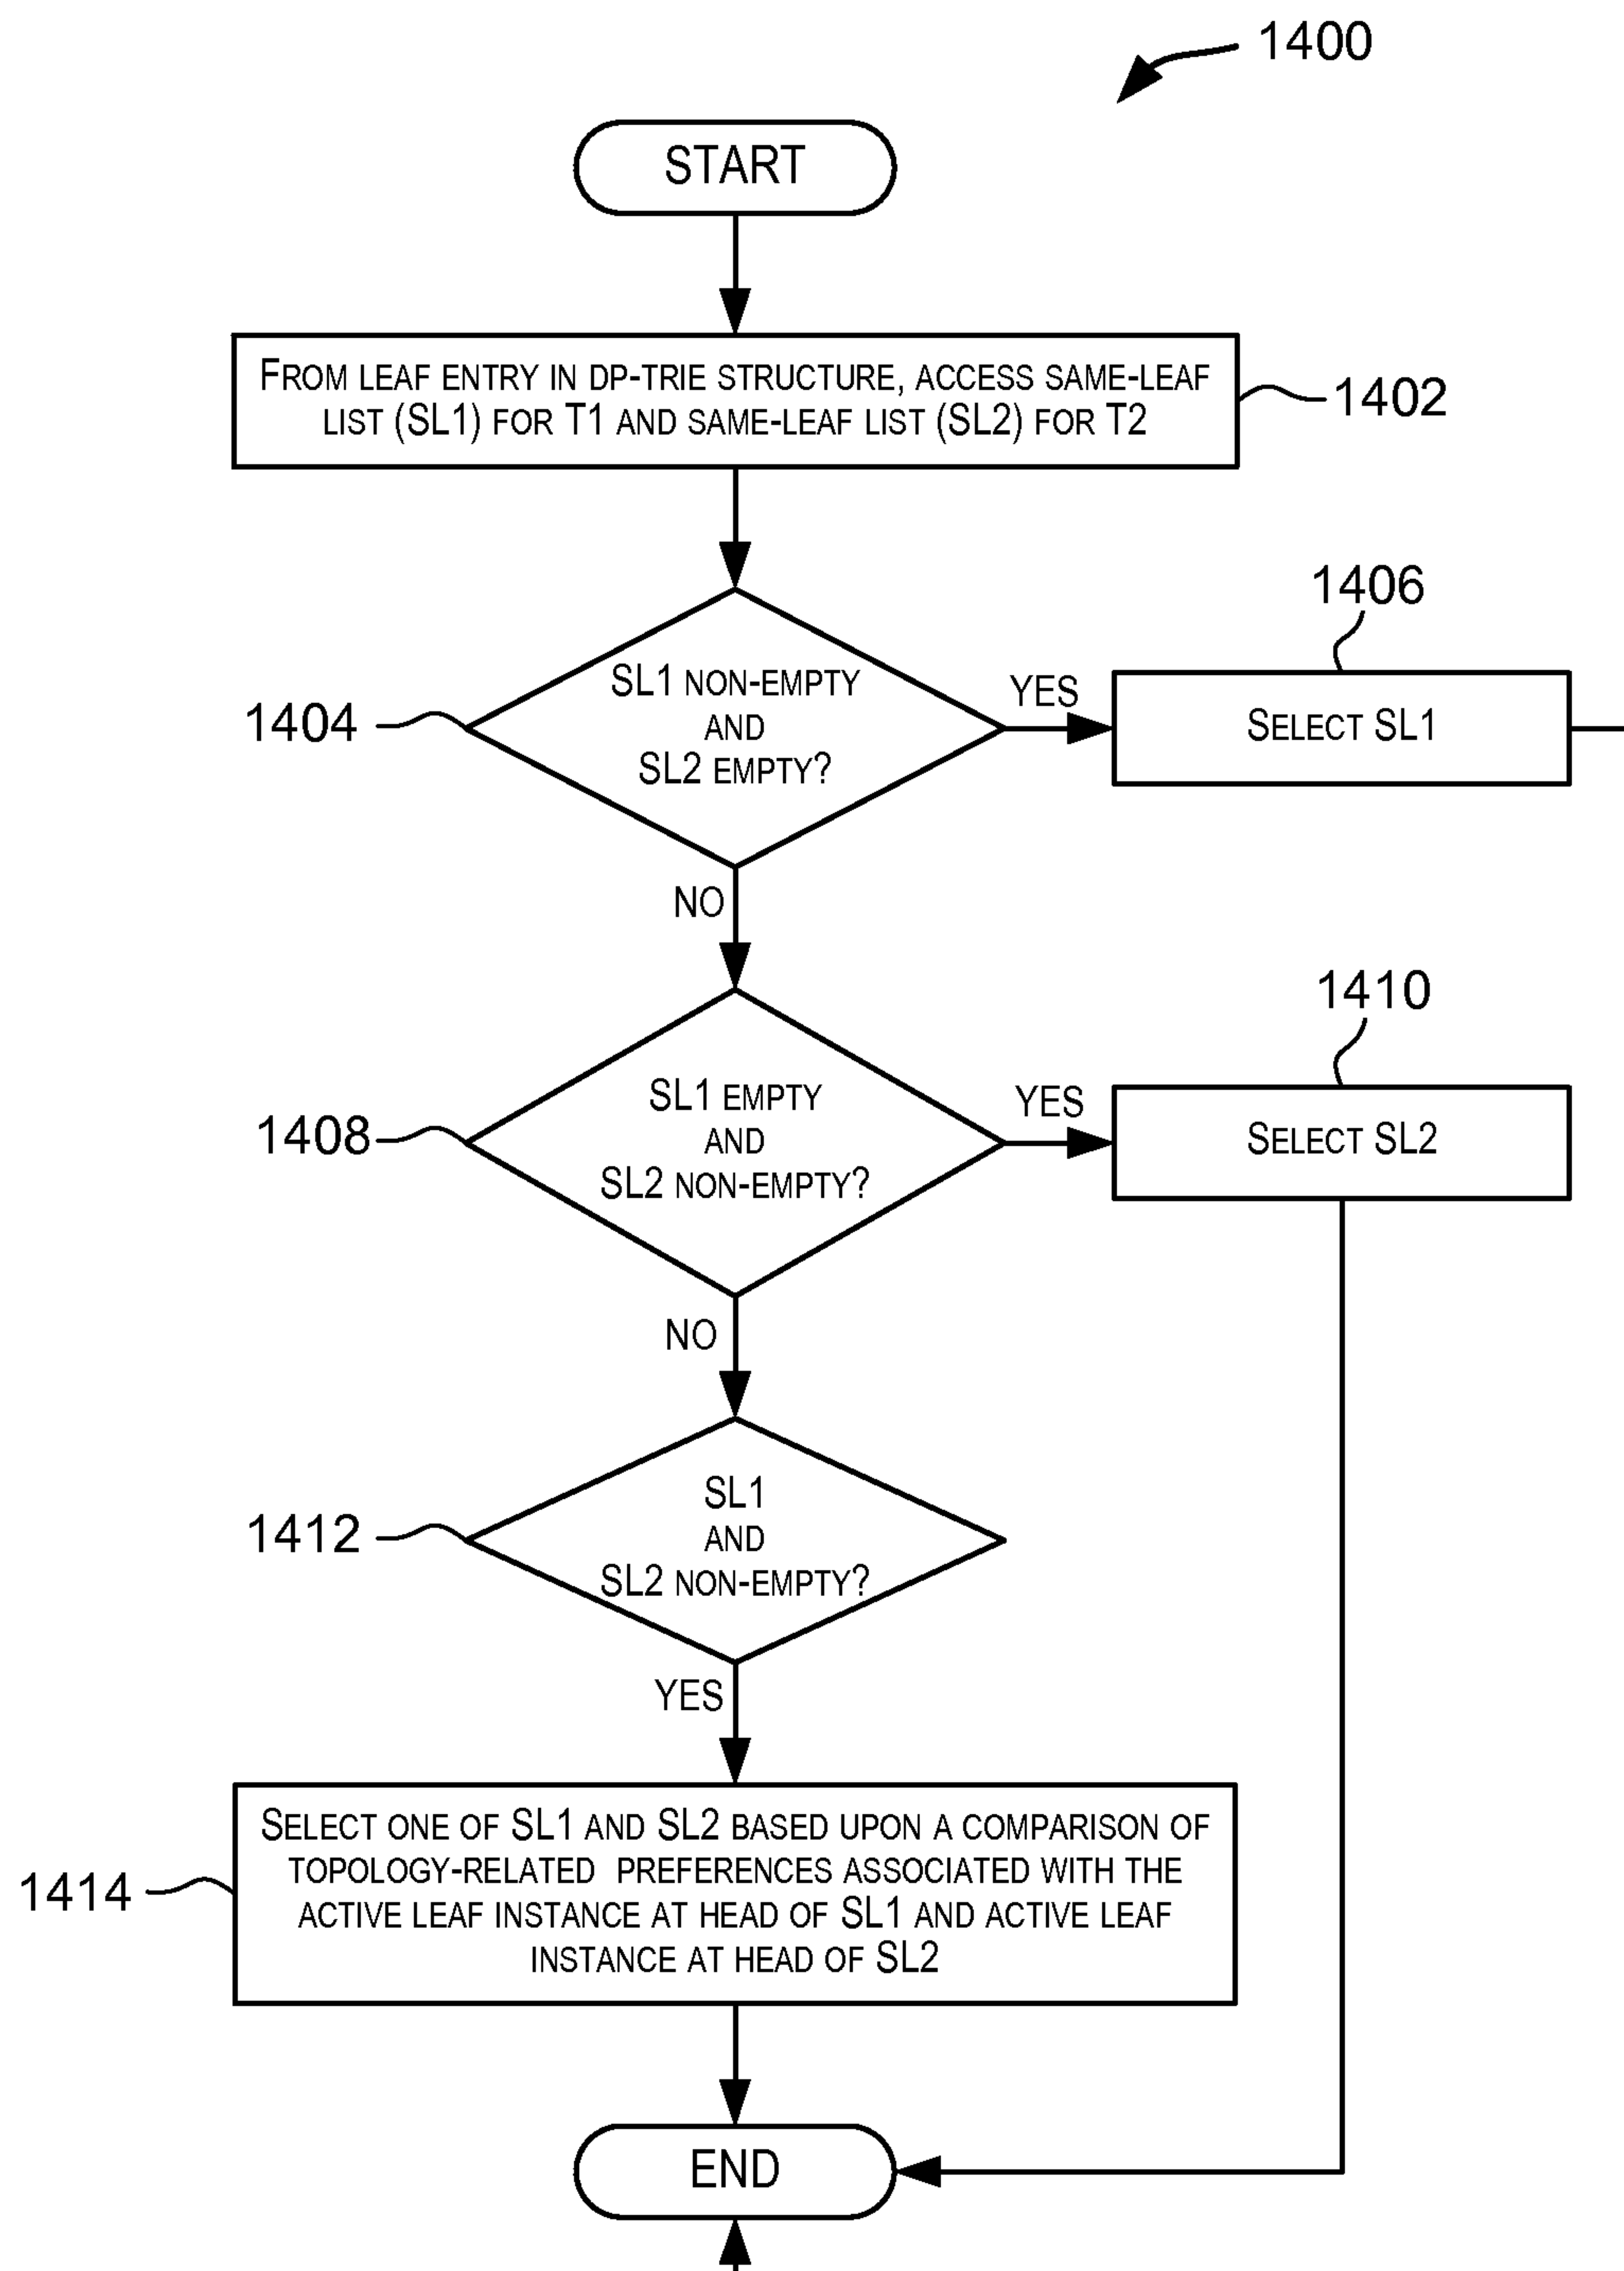 1400
START
FROM LEAF ENTRY IN DP-TRIE STRUCTURE, ACCESS SAME-LEAF
LIST (SL1) FOR T1 AND SAME-LEAF LIST (SL2) FOR T2
1402
1404
SL1 NON-EMPTY
AND
SL2 EMPTY?
YES
1406
SELECT SL1
NO
1408
SL1 EMPTY
AND
SL2 NON-EMPTY?
YES
1410
SELECT SL2
NO
1412
SL1
AND
SL2 NON-EMPTY?
YES
1414
SELECT ONE OF SL1 AND SL2 BASED UPON A COMPARISON OF
TOPOLOGY-RELATED PREFERENCES ASSOCIATED WITH THE
ACTIVE LEAF INSTANCE AT HEAD OF SL1 AND ACTIVE LEAF
INSTANCE AT HEAD OF SL2
END